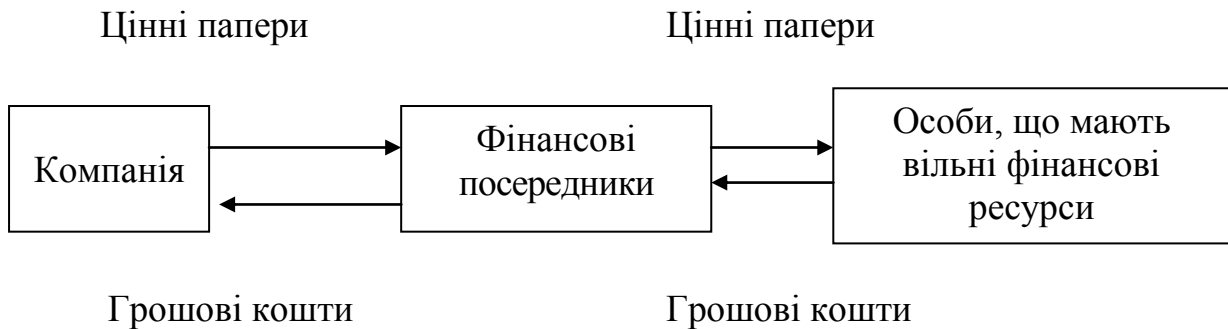 Цінні папери
Цінні папери
Компанія
Фінансові
посередники
Особи, що мають
вільні фінансові
ресурси
Грошові кошти
Грошові кошти